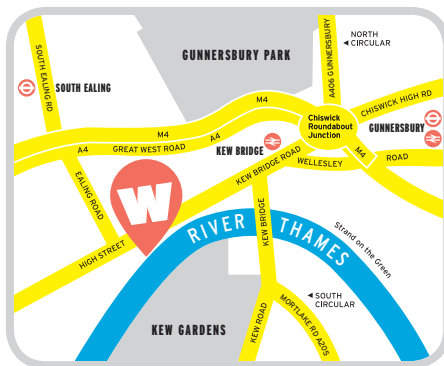 SOUTH EALING RD
GUNNERSBURY PARK
A406 GUNNERSBURY
NORTH
CIRCULAR
SOUTH EALING
M4
CHISWICK HIGH RD
Chiswick
Roundabout
Junction
GUNNERSBURY
M4
A4
A4
GREAT WEST ROAD
KEW BRIDGE
M4
WELLESLEY
ROAD
KEW BRIDGE ROAD
EALING ROAD
W
KEW BRIDGE
RIVER THAMES
Strand on the Green
HIGH STREET
SOUTH
CIRCULAR
KEW GARDENS
KEW ROAD
MORTLAKE RD A205